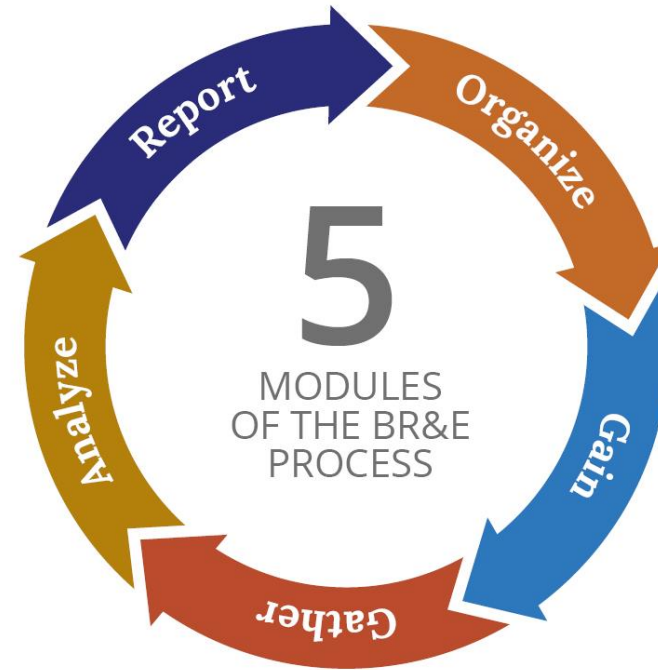 Report
Organize
Gain
Gather
Analyze
5
MODULES
OF THE BR&E
PROCESS